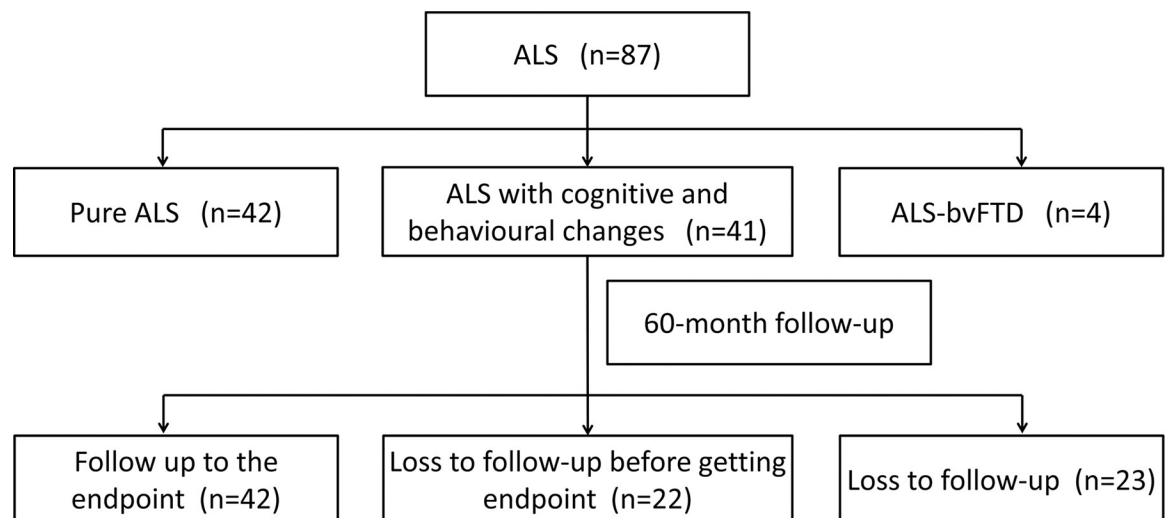 ALS (n=87)
Pure ALS (n=42)
ALS with cognitive and
behavioural changes (n=41)
ALS-bvFTD (n=4)
60-month follow-up
Follow up to the
endpoint (n=42)
Loss to follow-up before getting
endpoint (n=22)
Loss to follow-up (n=23)